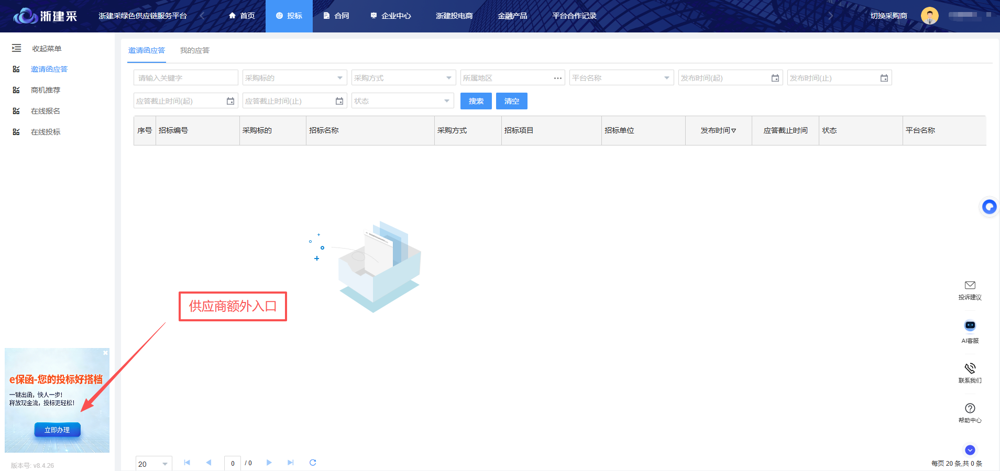 浙建采
浙建采绿色供应链服务平台
首页
投标
合同
企业中心
浙建投电商
金融产品
平台合作记录
切换采购商
收起菜单
邀请函应答
商机推荐
在线报名
在线投标
邀请函应答
我的应答
请输入关键字
采购标的
采购方式
所属地区
平台名称
发布时间(起)
发布时间(止)
应答截止时间(起)
应答截止时间(止)
状态
搜索
清空
序号
招标编号
采购标的
招标名称
采购方式
招标项目
招标单位
发布时间
应答截止时间
状态
平台名称
供应商额外入口
e保函-您的投标好搭档
一键出函，快人一步!
释放现金流，投标更轻松!
立即办理
版本号: v8.4.26
投诉建议
AI客服
联系我们
帮助中心
20
0
/ 0
每页 20 条,共 0 条